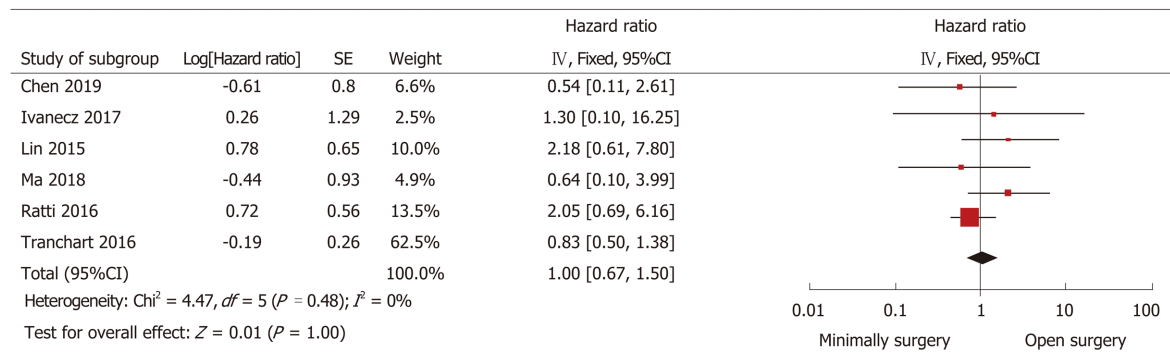 Hazard ratio Hazard ratio
Study of subgroup Log[Hazard ratio] SE Weight Ⅳ, Fixed, 95%CI Ⅳ, Fixed, 95%CI
Chen 2019 -0.61 0.8 6.6% 0.54 [0.11, 2.61]
Ivanecz 2017 0.26 1.29 2.5% 1.30 [0.10, 16.25]
Lin 2015 0.78 0.65 10.0% 2.18 [0.61, 7.80]
Ma 2018 -0.44 0.93 4.9% 0.64 [0.10, 3.99]
Ratti 2016 0.72 0.56 13.5% 2.05 [0.69, 6.16]
Tranchart 2016 -0.19 0.26 62.5% 0.83 [0.50, 1.38]
Total (95%CI) 100.0% 1.00 [0.67, 1.50]
Heterogeneity: Chi² = 4.47, df = 5 (P = 0.48); I² = 0%
Test for overall effect: Z = 0.01 (P = 1.00)
0.01 0.1 1 10 100
Minimally surgery Open surgery